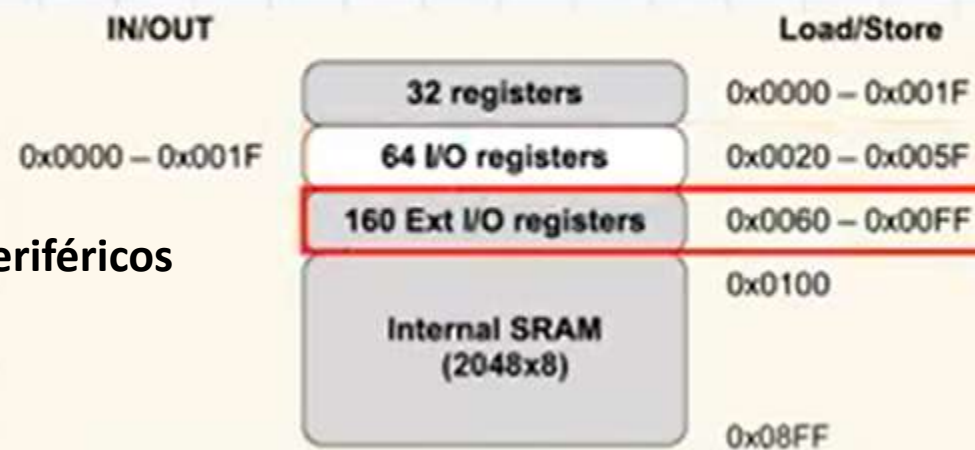 IN/OUT Load/Store
32 registers 0x0000 – 0x001F
0x0000 – 0x001F 64 I/O registers 0x0020 – 0x005F
160 Ext I/O registers 0x0060 – 0x00FF
eriféricos
0x0100
Internal SRAM
(2048x8)
0x08FF